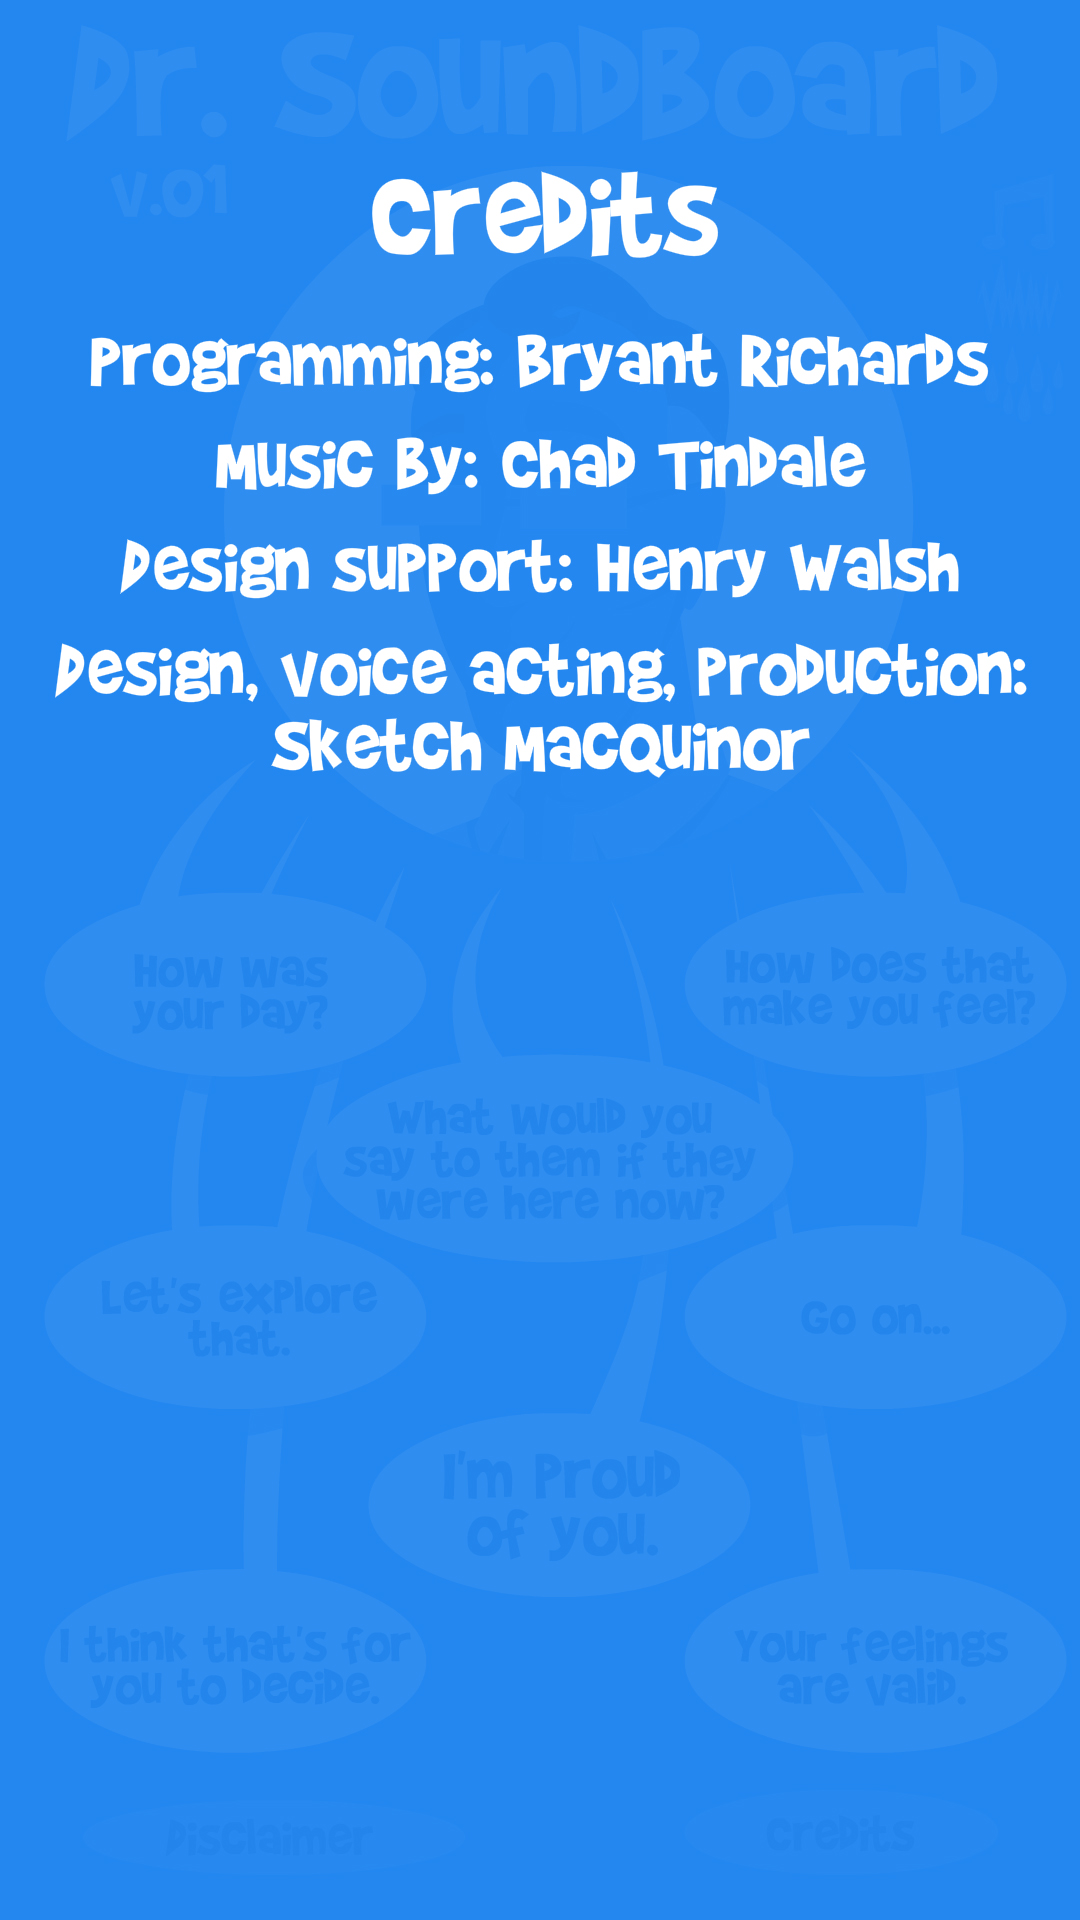 Dr. SoundBoard
v.01
Credits
Programming: Bryant Richards
Music By: Chad Tindale
Design Support: Henry Walsh
Design, Voice acting, Production:
Sketch MacQuinor
How was
your day?
How does that
make you feel?
What would you
say to them if they
were here now?
Let's explore
that.
Go on...
I'm proud
of you.
I think that's for
you to decide.
Your feelings
are valid.
Disclaimer
Credits